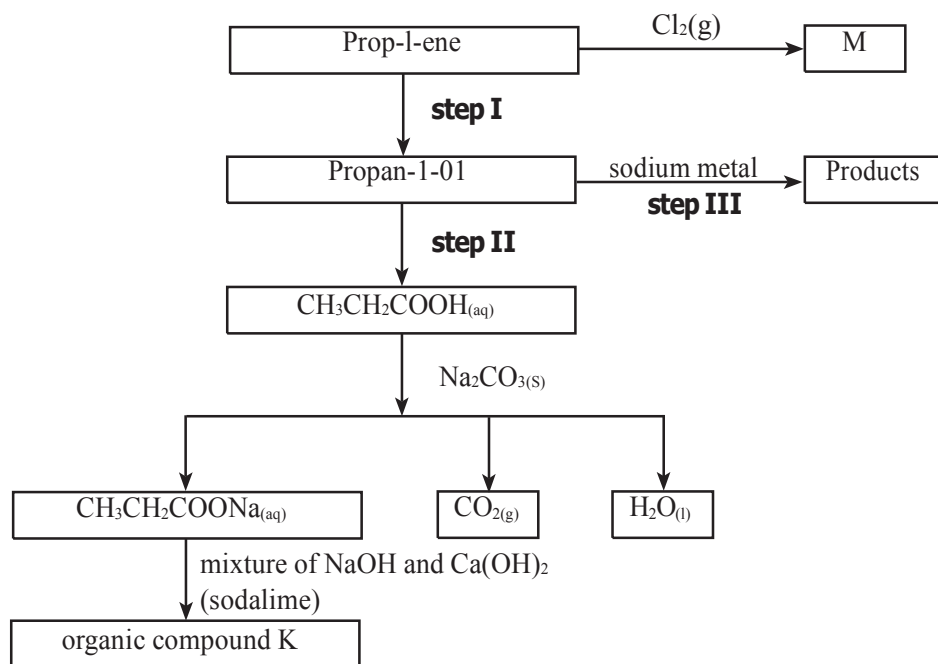 Cl₂(g)
Prop-l-ene
M
step I
Propan-1-01
sodium metal
Products
step III
step II
CH₃CH₂COOH(aq)
Na₂CO₃(S)
CH₃CH₂COONa(aq)
CO₂(g)
H₂O(l)
mixture of NaOH and Ca(OH)₂
(sodalime)
organic compound K